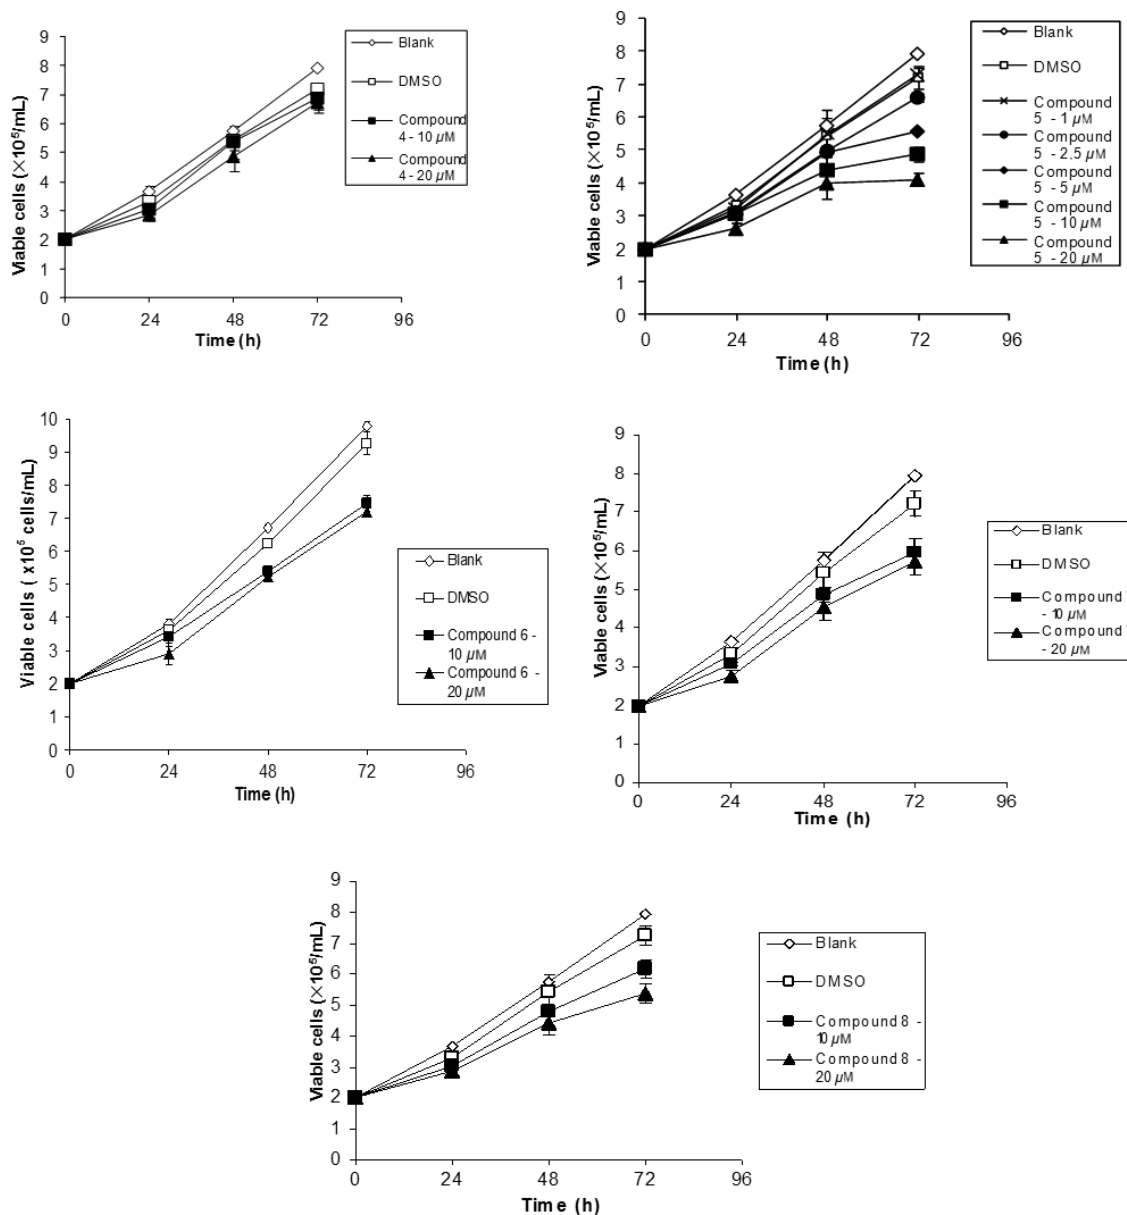 9
8
7
6
5
4
3
2
1
0
Viable cells (×10⁵/mL)
0 24 48 72 96
Time (h)
Blank
DMSO
Compound
4 - 10 µM
Compound
4 - 20 µM
9
8
7
6
5
4
3
2
1
0
Viable cells (×10⁵/mL)
0 24 48 72 96
Time (h)
Blank
DMSO
Compound
5 - 1 µM
Compound
5 - 2.5 µM
Compound
5 - 5 µM
Compound
5 - 10 µM
Compound
5 - 20 µM
10
9
8
7
6
5
4
3
2
1
0
Viable cells ( x10⁵ cells/mL)
0 24 48 72 96
Time (h)
Blank
DMSO
Compound 6 -
10 µM
Compound 6 -
20 µM
9
8
7
6
5
4
3
2
1
0
Viable cells (×10⁵/mL)
0 24 48 72 96
Time (h)
Blank
DMSO
Compound
- 10 µM
Compound
- 20 µM
9
8
7
6
5
4
3
2
1
0
Viable cells (×10⁵/mL)
0 24 48 72 96
Time (h)
Blank
DMSO
Compound 8 -
10 µM
Compound 8 -
20 µM